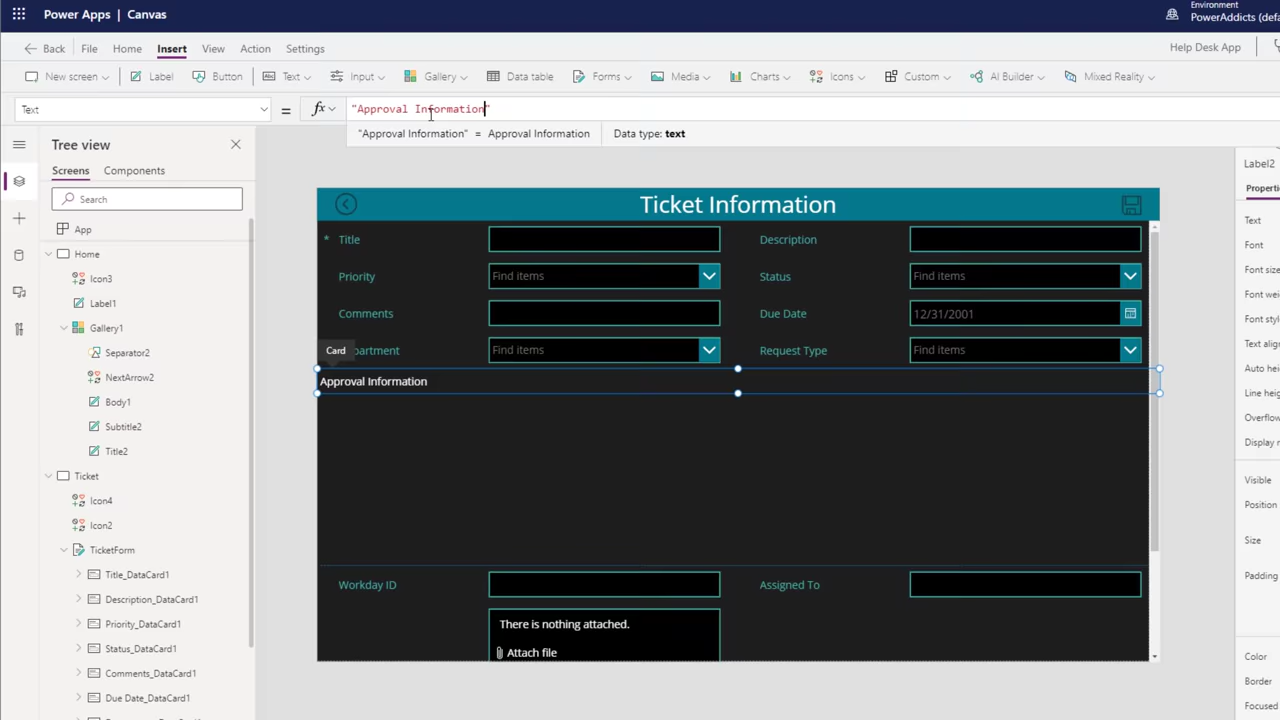 Power Apps | Canvas
Environment
PowerAddicts (defa
Back File Home Insert View Action Settings
Help Desk App
New screen Label Button Text Input Gallery Data table Forms Media Charts Icons Custom AI Builder Mixed Reality
Text = fx "Approval Information"
"Approval Information" = Approval Information Data type: text
Tree view
Screens Components
Search
App
Home
Icon3
Label1
Gallery1
Separator2
NextArrow2
Body1
Subtitle2
Title2
Ticket
Icon4
Icon2
TicketForm
Title_DataCard1
Description_DataCard1
Priority_DataCard1
Status_DataCard1
Comments_DataCard1
Due Date_DataCard1
Ticket Information
* Title
Description
Priority Find items
Status Find items
Comments
Due Date 12/31/2001
Card
partment Find items
Request Type Find items
Approval Information
Workday ID
Assigned To
There is nothing attached.
Attach file
Label2
Properti
Text
Font
Font size
Font wei
Font style
Text align
Auto hei
Line heig
Overflow
Display m
Visible
Position
Size
Padding
Color
Border
Focused